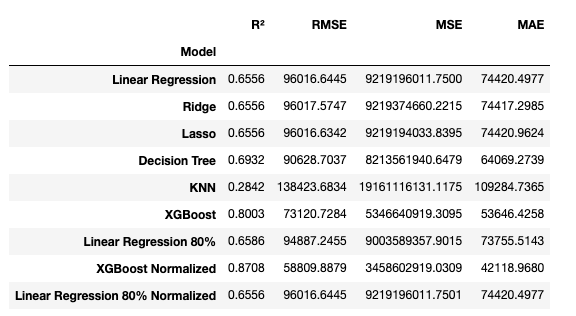 R² RMSE MSE MAE
Model
Linear Regression 0.6556 96016.6445 9219196011.7500 74420.4977
Ridge 0.6556 96017.5747 9219374660.2215 74417.2985
Lasso 0.6556 96016.6342 9219194033.8395 74420.9624
Decision Tree 0.6932 90628.7037 8213561940.6479 64069.2739
KNN 0.2842 138423.6834 19161116131.1175 109284.7365
XGBoost 0.8003 73120.7284 5346640919.3095 53646.4258
Linear Regression 80% 0.6586 94887.2455 9003589357.9015 73755.5143
XGBoost Normalized 0.8708 58809.8879 3458602919.0309 42118.9680
Linear Regression 80% Normalized 0.6556 96016.6445 9219196011.7501 74420.4977